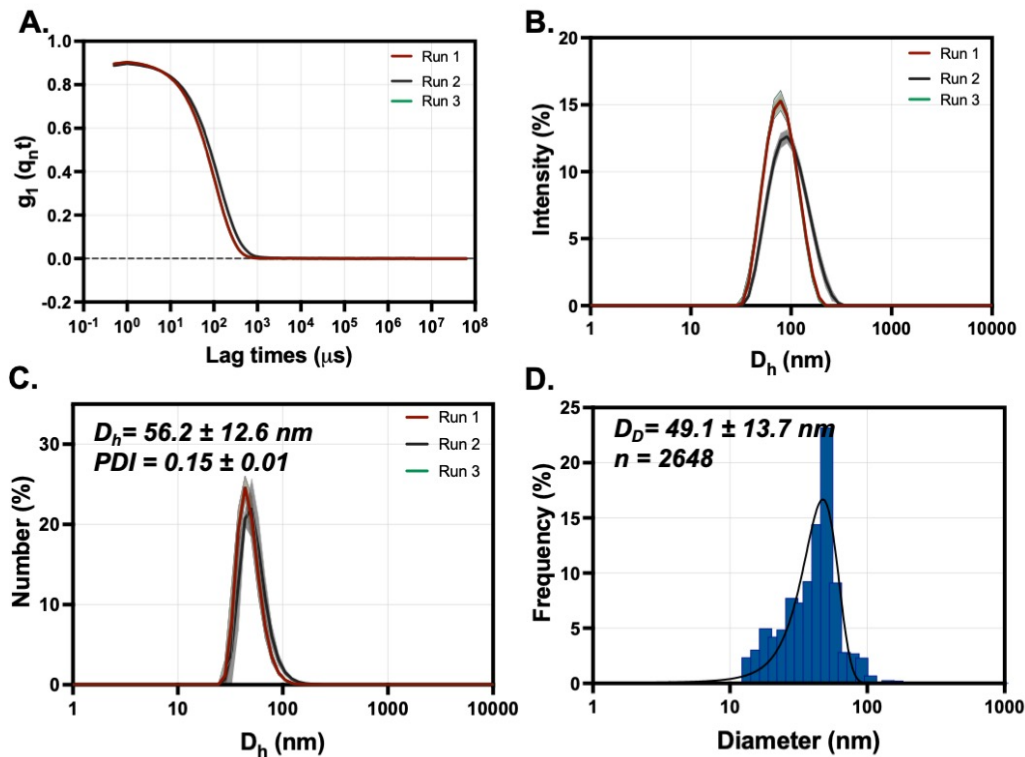 A.
1.0
0.8
0.6
0.4
0.2
0.0
-0.2
g₁ (qₙt)
10⁻¹ 10⁰ 10¹ 10² 10³ 10⁴ 10⁵ 10⁶ 10⁷ 10⁸
Lag times (μs)
Run 1
Run 2
Run 3
B.
20
15
10
5
0
Intensity (%)
1 10 100 1000 10000
Dₕ (nm)
Run 1
Run 2
Run 3
C.
Dₕ= 56.2 ± 12.6 nm
PDI = 0.15 ± 0.01
30
20
10
0
Number (%)
1 10 100 1000 10000
Dₕ (nm)
Run 1
Run 2
Run 3
D.
D_D= 49.1 ± 13.7 nm
n = 2648
25
20
15
10
5
0
Frequency (%)
1 10 100 1000
Diameter (nm)